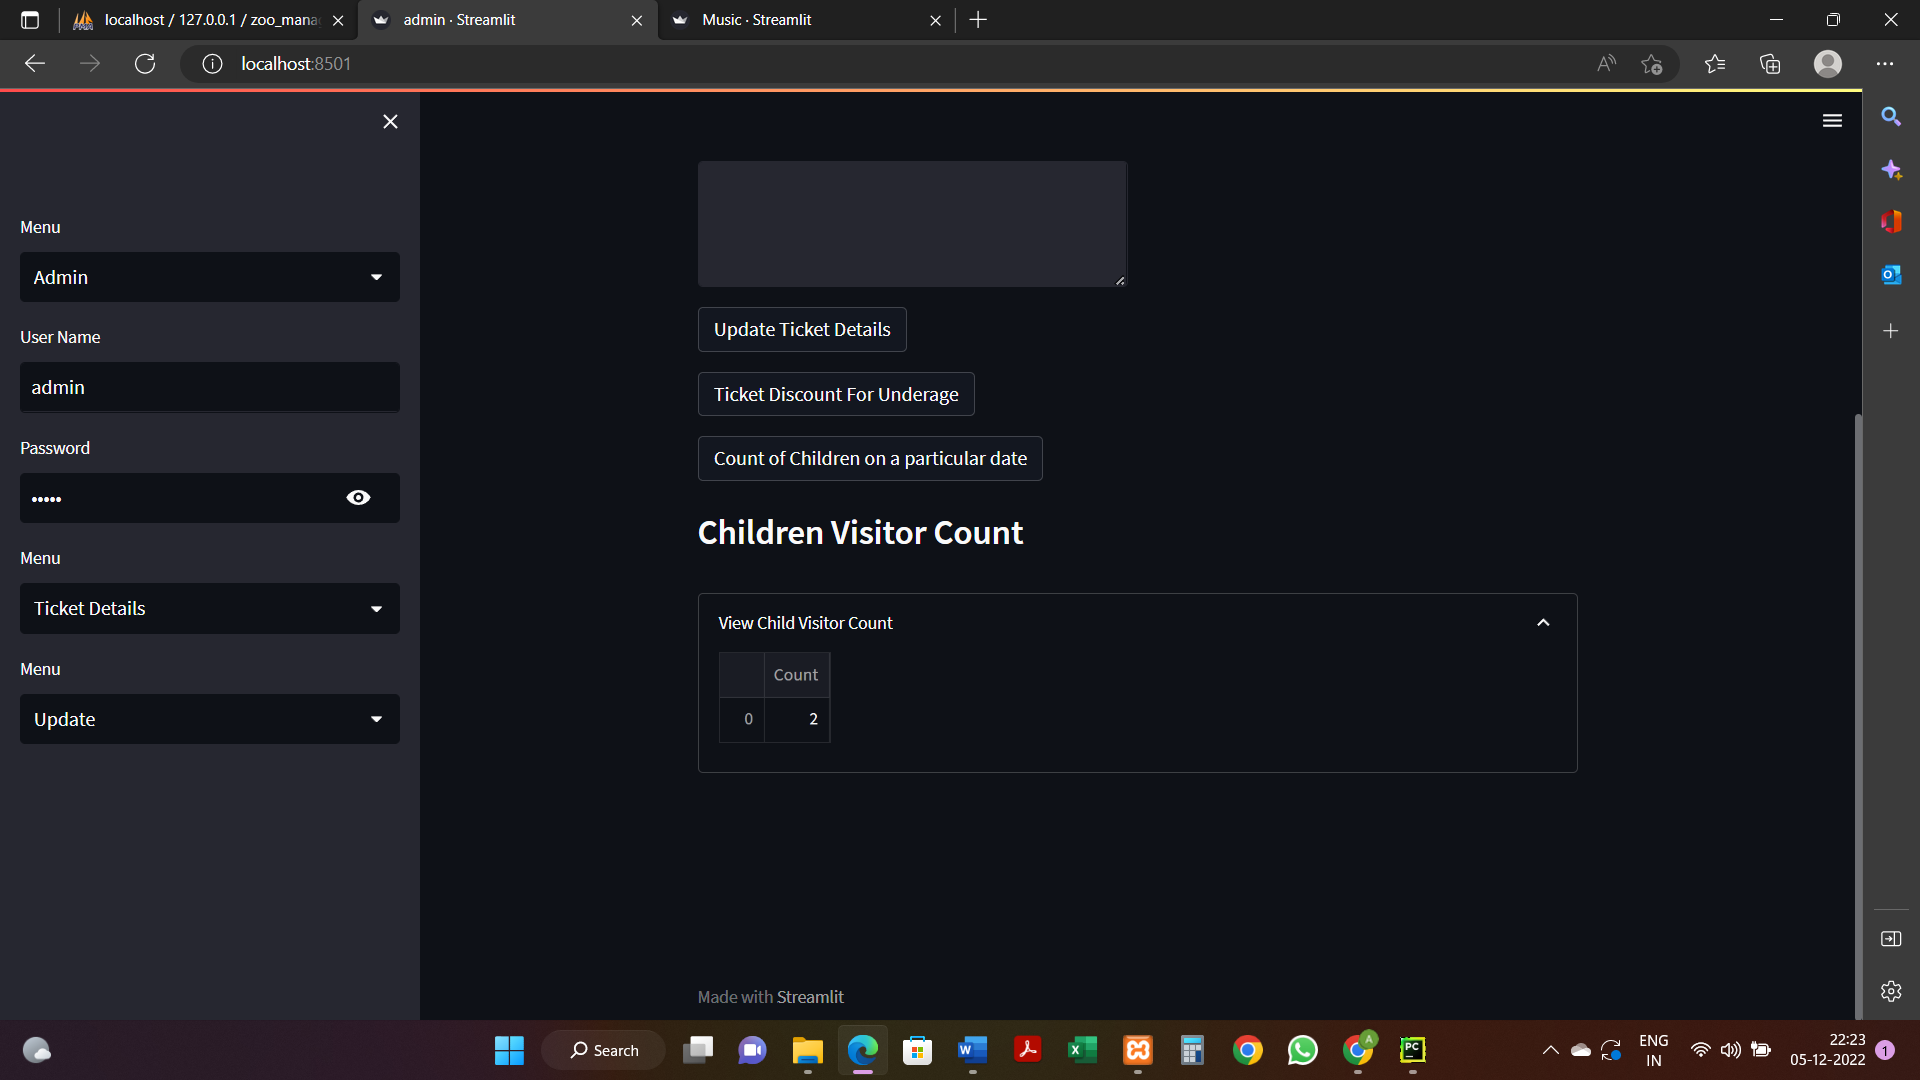 localhost / 127.0.0.1 / zoo_mana
admin · Streamlit
Music · Streamlit
localhost:8501
Menu
Admin
User Name
admin
Password
•••••
Menu
Ticket Details
Menu
Update
Update Ticket Details
Ticket Discount For Underage
Count of Children on a particular date
Children Visitor Count
View Child Visitor Count
Count
0 2
Made with Streamlit
Search
ENG
IN
22:23
05-12-2022
1